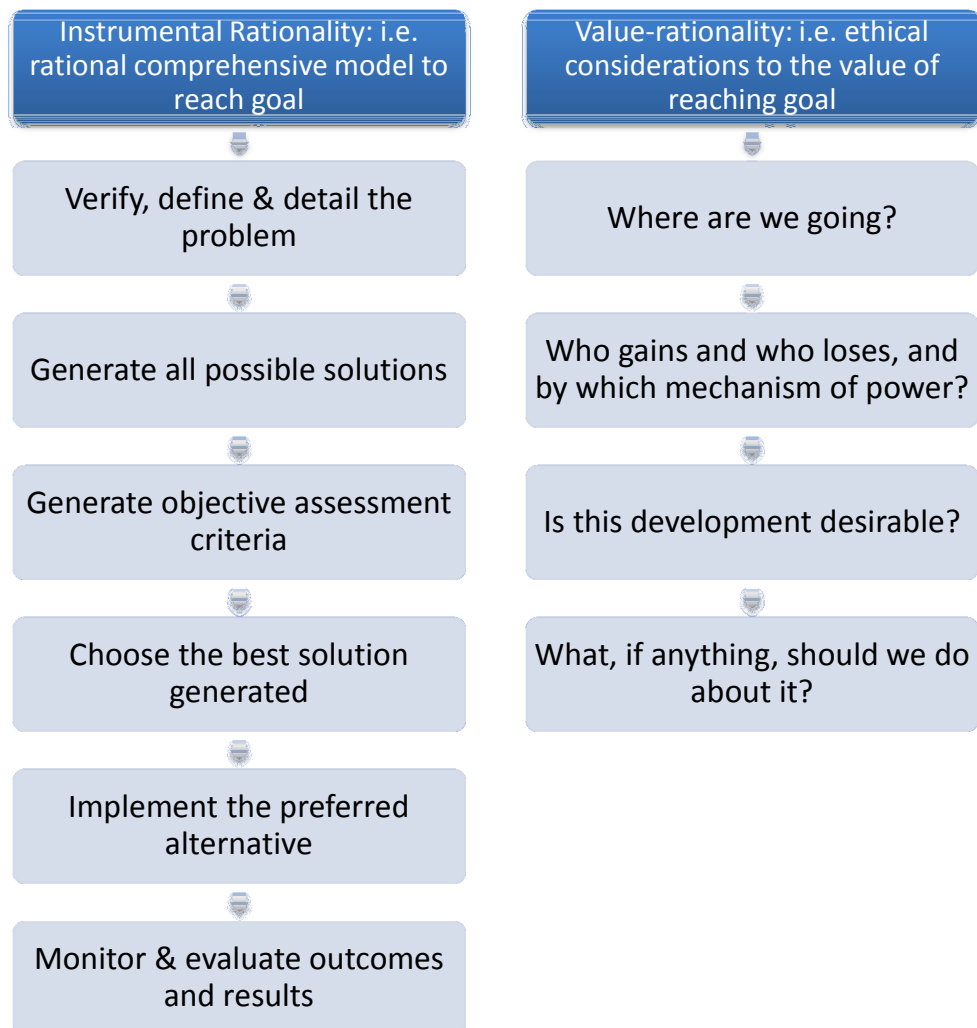 Instrumental Rationality: i.e.
rational comprehensive model to
reach goal
Verify, define & detail the
problem
Generate all possible solutions
Generate objective assessment
criteria
Choose the best solution
generated
Implement the preferred
alternative
Monitor & evaluate outcomes
and results
Value-rationality: i.e. ethical
considerations to the value of
reaching goal
Where are we going?
Who gains and who loses, and
by which mechanism of power?
Is this development desirable?
What, if anything, should we do
about it?